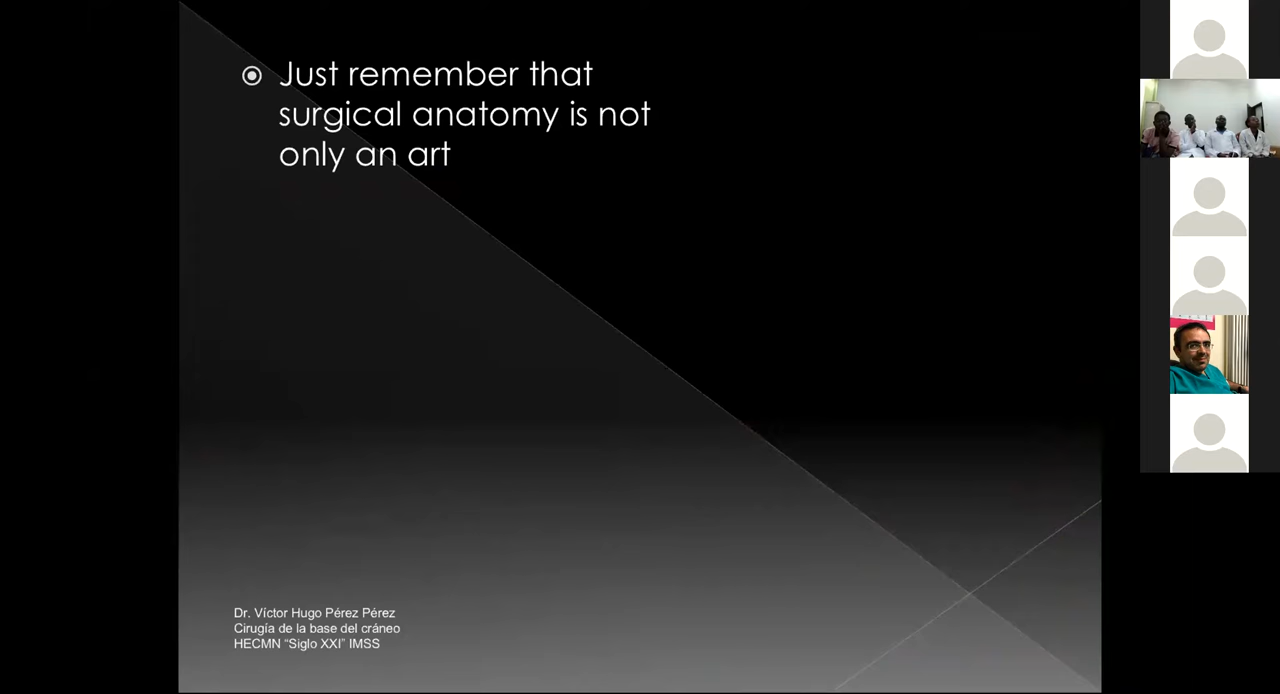 Just remember that
surgical anatomy is not
only an art
Dr. Víctor Hugo Pérez Pérez
Cirugía de la base del cráneo
HECMN “Siglo XXI” IMSS